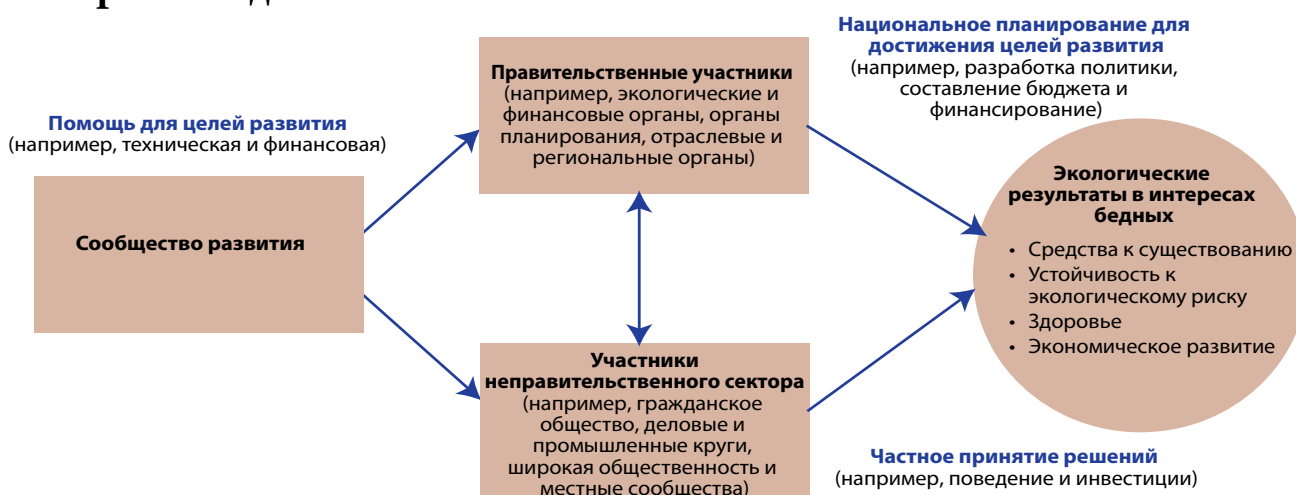 Помощь для целей развития
(например, техническая и финансовая)
Сообщество развития
Правительственные участники
(например, экологические и
финансовые органы, органы
планирования, отраслевые и
региональные органы)
Участники
неправительственного сектора
(например, гражданское
общество, деловые и
промышленные круги,
широкая общественность и
местные сообщества)
Национальное планирование для
достижения целей развития
(например, разработка политики,
составление бюджета и
финансирование)
Экологические
результаты в интересах
бедных
• Средства к существованию
• Устойчивость к
экологическому риску
• Здоровье
• Экономическое развитие
Частное принятие решений
(например, поведение и инвестиции)